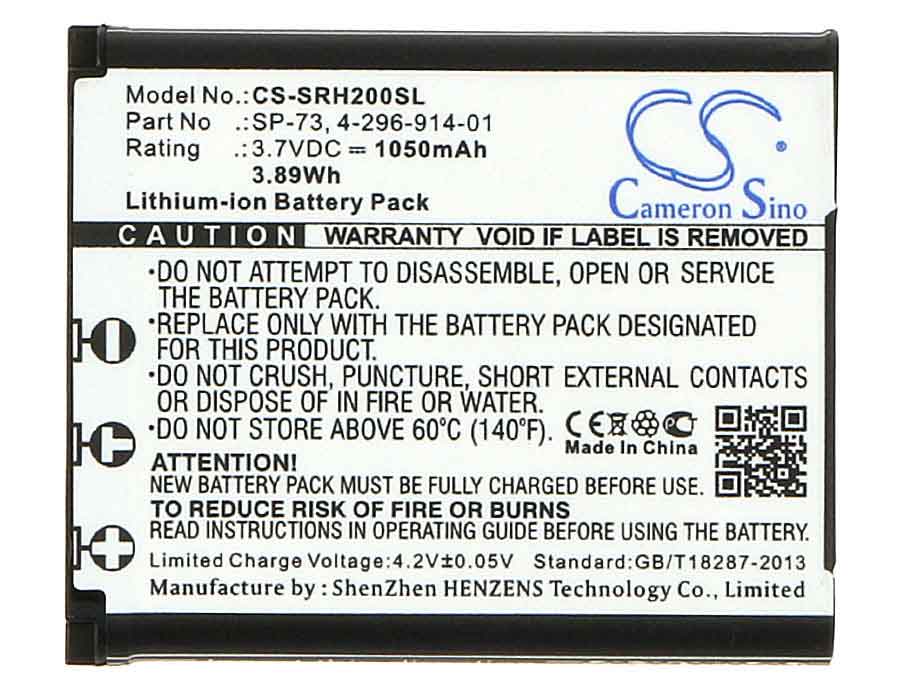 Model No.: CS-SRH200SL
Part No .: SP-73, 4-296-914-01
Rating .: 3.7VDC ⎓ 1050mAh
3.89Wh
Lithium-ion Battery Pack
CS
Cameron Sino
CAUTION WARRANTY VOID IF LABEL IS REMOVED
•DO NOT ATTEMPT TO DISASSEMBLE, OPEN OR SERVICE
THE BATTERY PACK.
•REPLACE ONLY WITH THE BATTERY PACK DESIGNATED
FOR THIS PRODUCT.
•DO NOT CRUSH, PUNCTURE, SHORT EXTERNAL CONTACTS
OR DISPOSE OF IN FIRE OR WATER.
•DO NOT STORE ABOVE 60°C (140°F).
CE
Made In China
ATTENTION!
NEW BATTERY PACK MUST BE FULLY CHARGED BEFORE USE.
TO REDUCE RISK OF FIRE OR BURNS
READ INSTRUCTIONS IN OPERATING GUIDE BEFORE USING THE BATTERY.
Limited Charge Voltage:4.2V±0.05V Standard:GB/T18287-2013
Manufacturer : ShenZhen HENZENS Technology Co., Limited